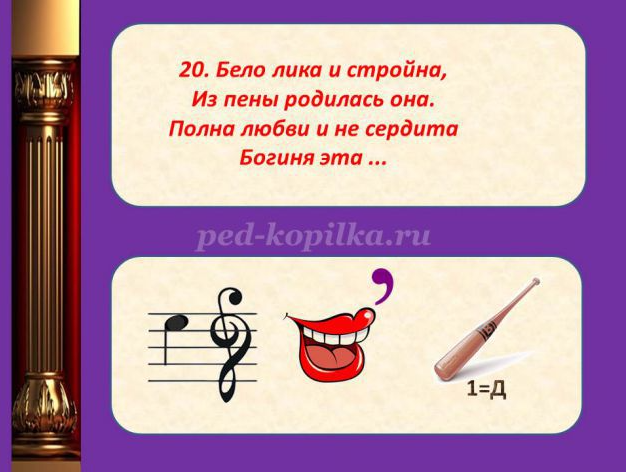 20. Бело лика и стройна,
Из пены родилась она.
Полна любви и не сердита
Богиня эта ...
ped-kopilka.ru
,
1=Д